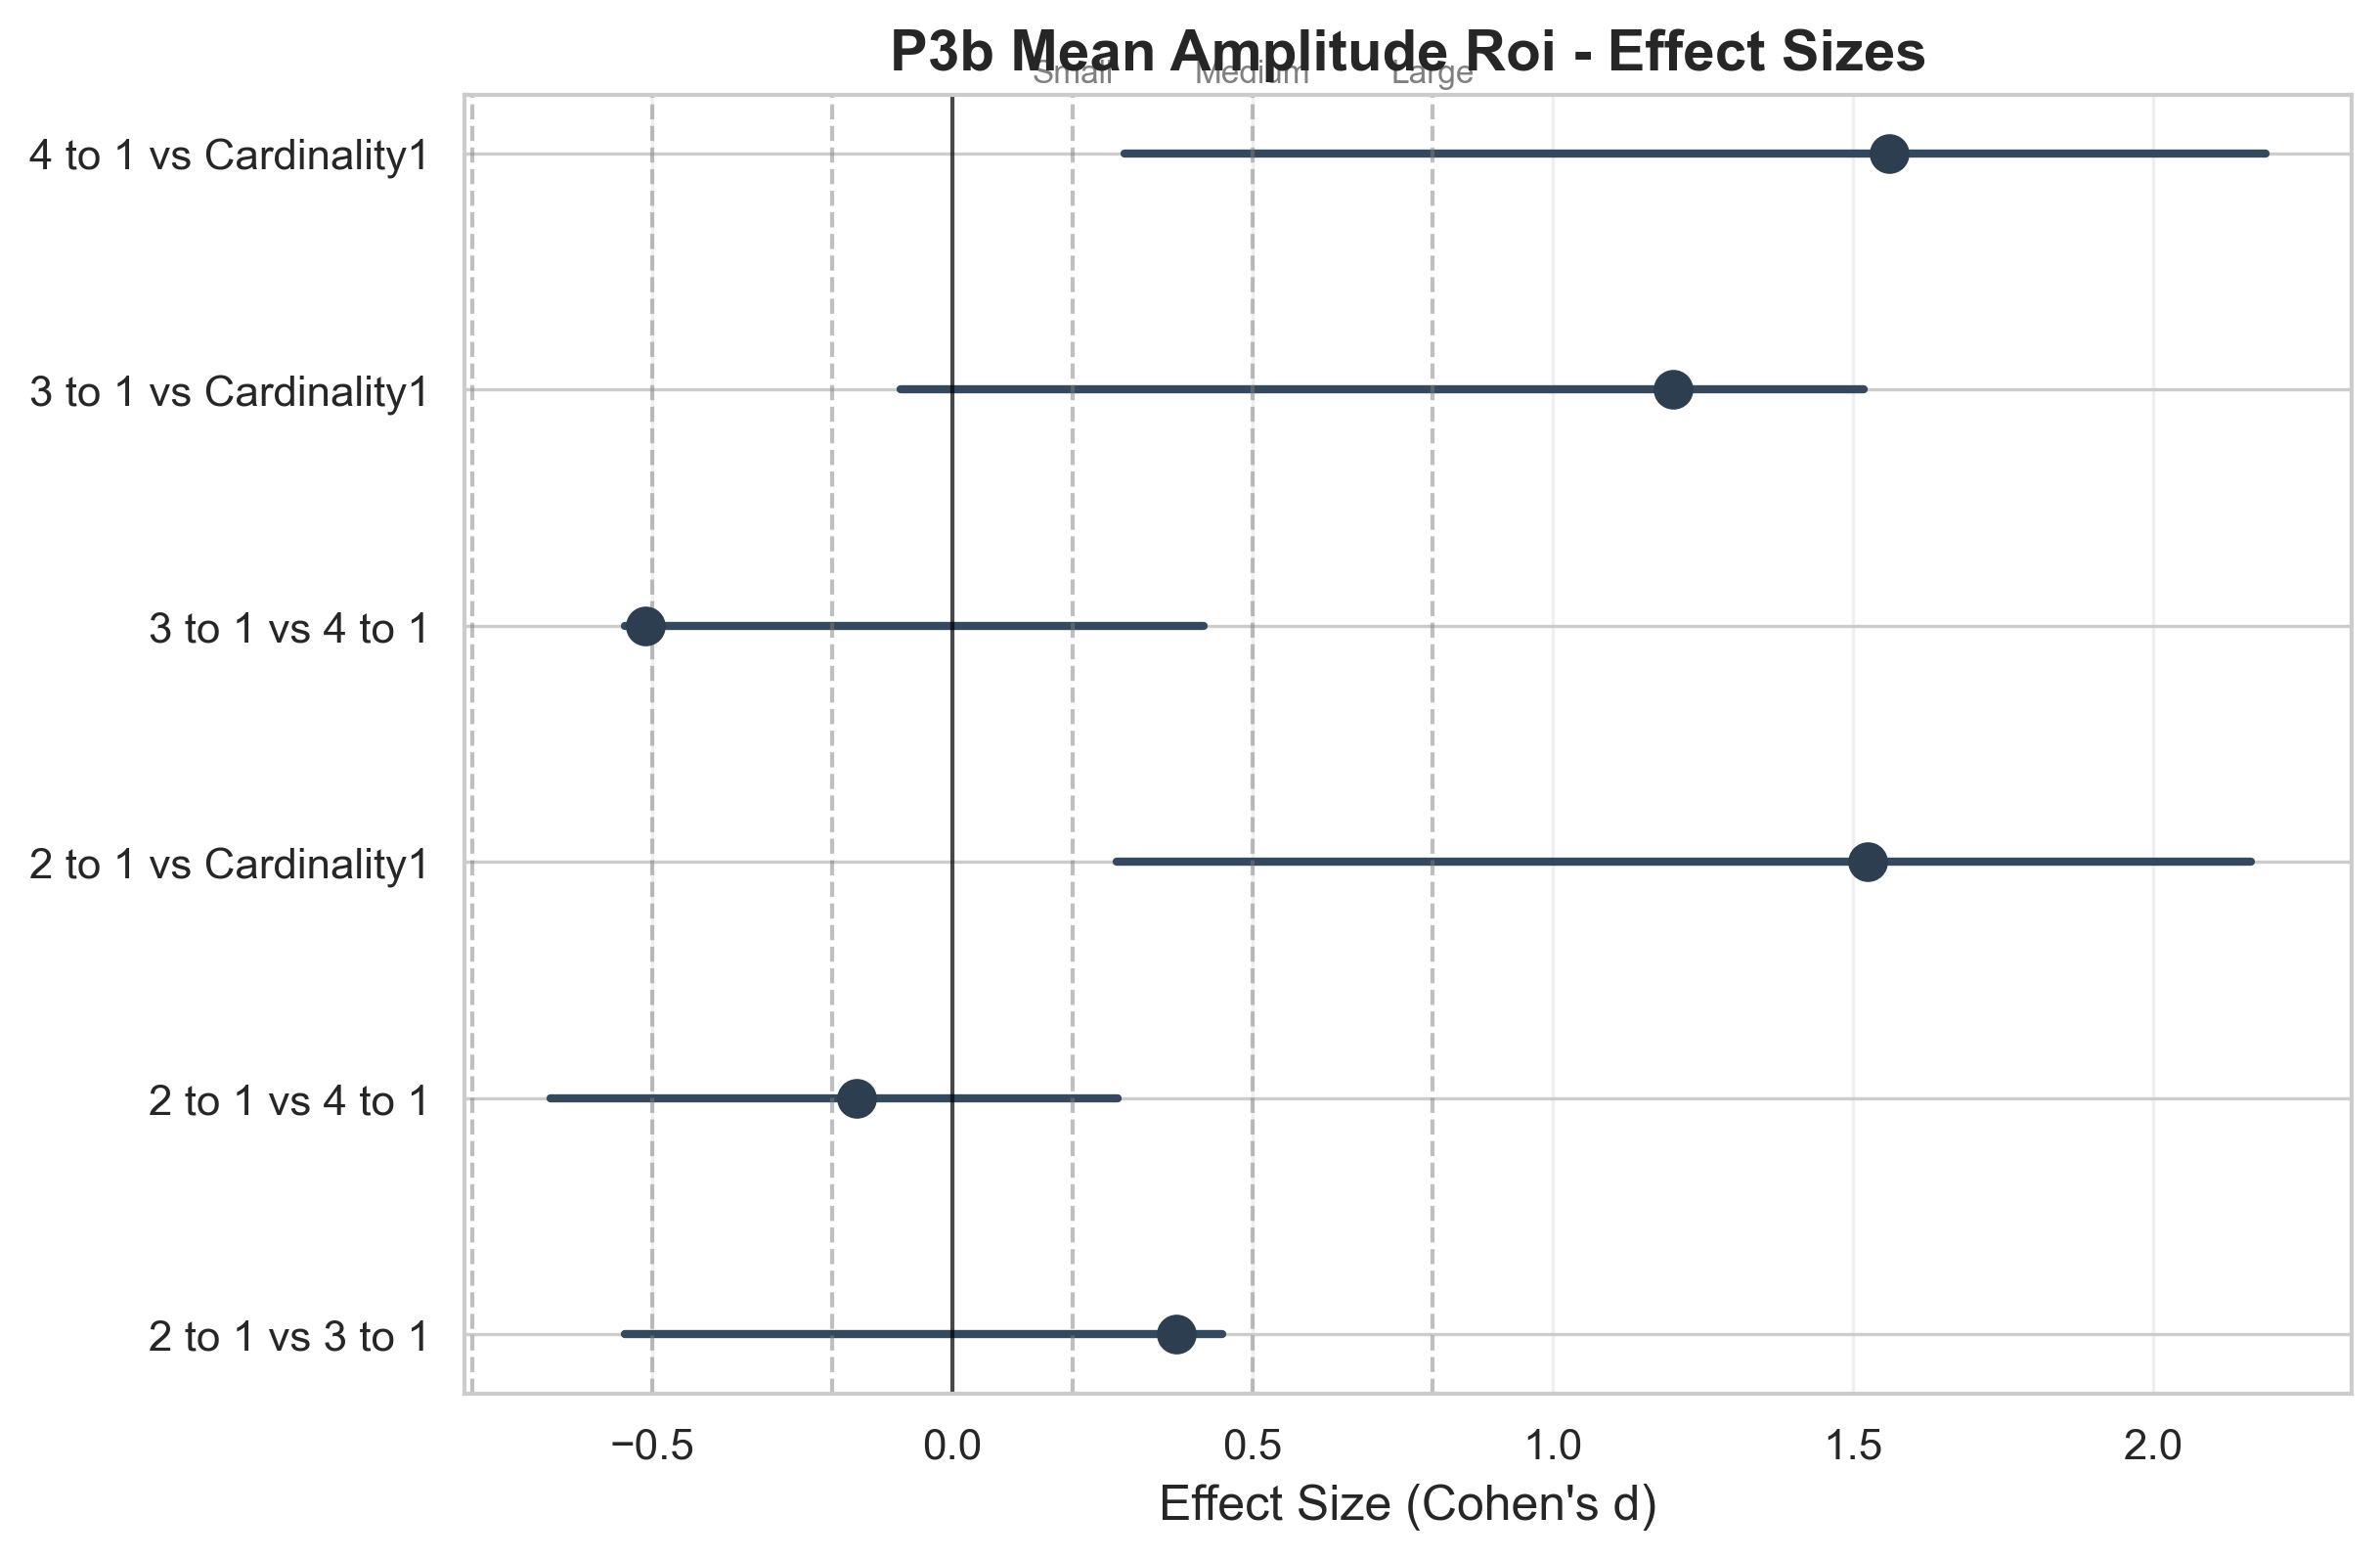 P3b Mean Amplitude Roi - Effect Sizes
Small Medium Large
4 to 1 vs Cardinality1
3 to 1 vs Cardinality1
3 to 1 vs 4 to 1
2 to 1 vs Cardinality1
2 to 1 vs 4 to 1
2 to 1 vs 3 to 1
−0.5 0.0 0.5 1.0 1.5 2.0
Effect Size (Cohen's d)